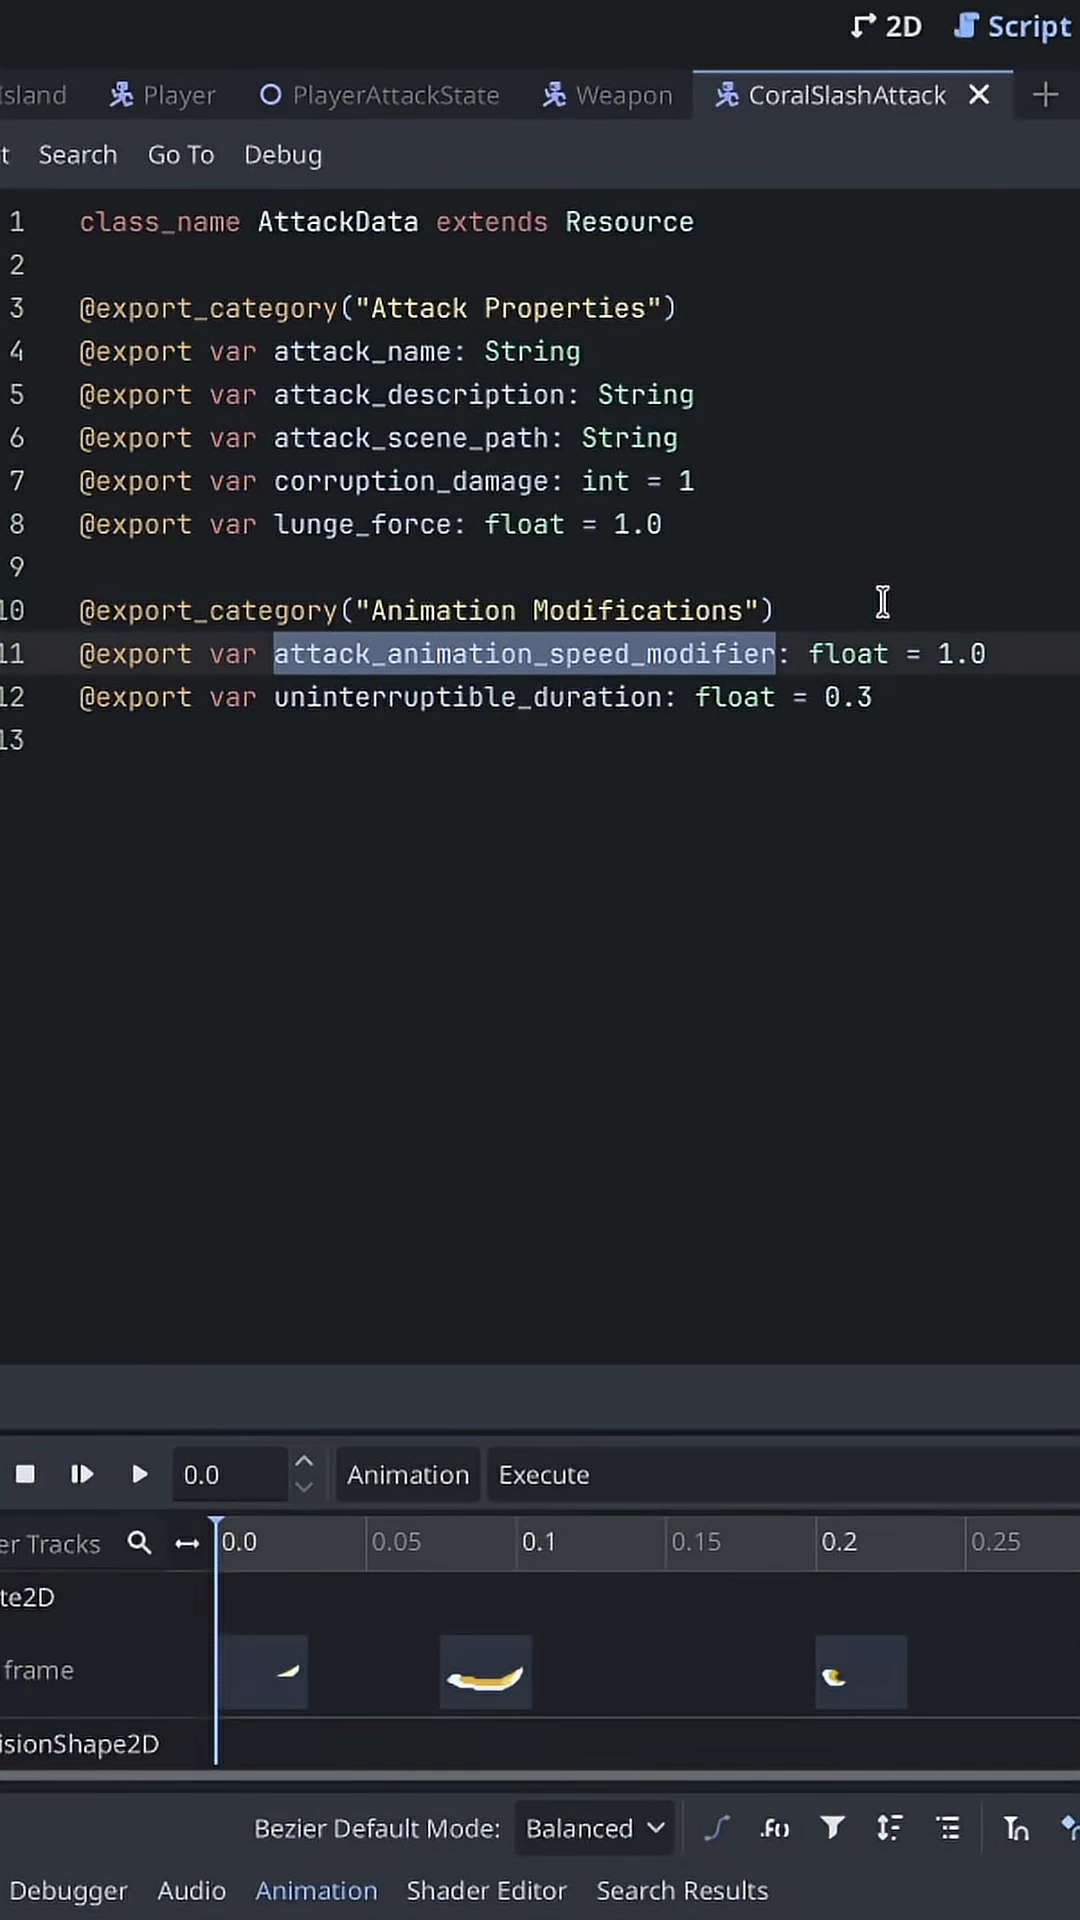 2D Script
Island Player PlayerAttackState Weapon CoralSlashAttack
t Search Go To Debug
1 class_name AttackData extends Resource
2
3 @export_category("Attack Properties")
4 @export var attack_name: String
5 @export var attack_description: String
6 @export var attack_scene_path: String
7 @export var corruption_damage: int = 1
8 @export var lunge_force: float = 1.0
9
10 @export_category("Animation Modifications")
11 @export var attack_animation_speed_modifier: float = 1.0
12 @export var uninterruptible_duration: float = 0.3
13
0.0 Animation Execute
er Tracks 0.0 0.05 0.1 0.15 0.2 0.25
te2D
frame
isionShape2D
Bezier Default Mode: Balanced
Debugger Audio Animation Shader Editor Search Results